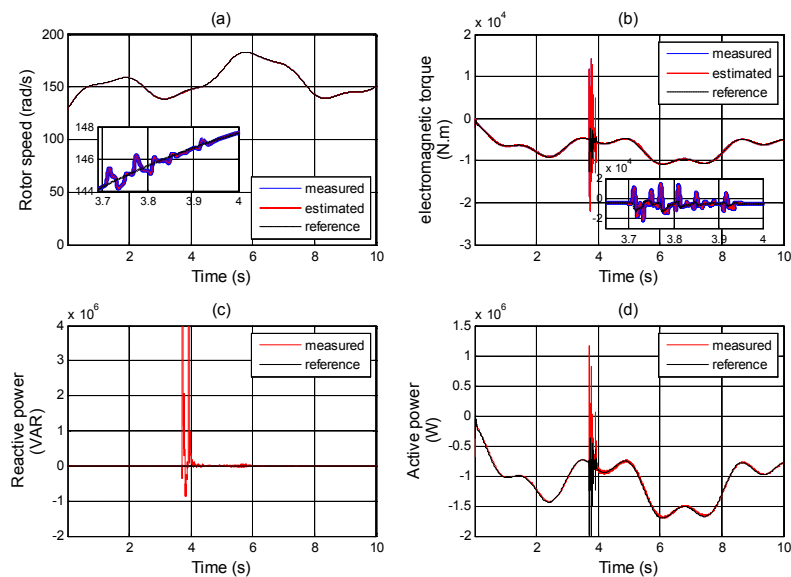 (a)
200
150
100
50
0
Rotor speed (rad/s)
148
146
144
3.7
3.8
3.9
4
measured
estimated
reference
0
2
4
6
8
10
Time (s)
(b)
x 10^4
2
1
0
-1
-2
-3
electromagnetic torque
(N.m)
measured
estimated
reference
x 10^4
2
0
-2
3.7
3.8
3.9
4
0
2
4
6
8
10
Time (s)
(c)
x 10^6
4
3
2
1
0
-1
-2
Reactive power
(VAR)
measured
reference
2
4
6
8
10
Time (s)
(d)
x 10^6
1.5
1
0.5
0
-0.5
-1
-1.5
-2
Active power
(W)
measured
reference
2
4
6
8
10
Time (s)